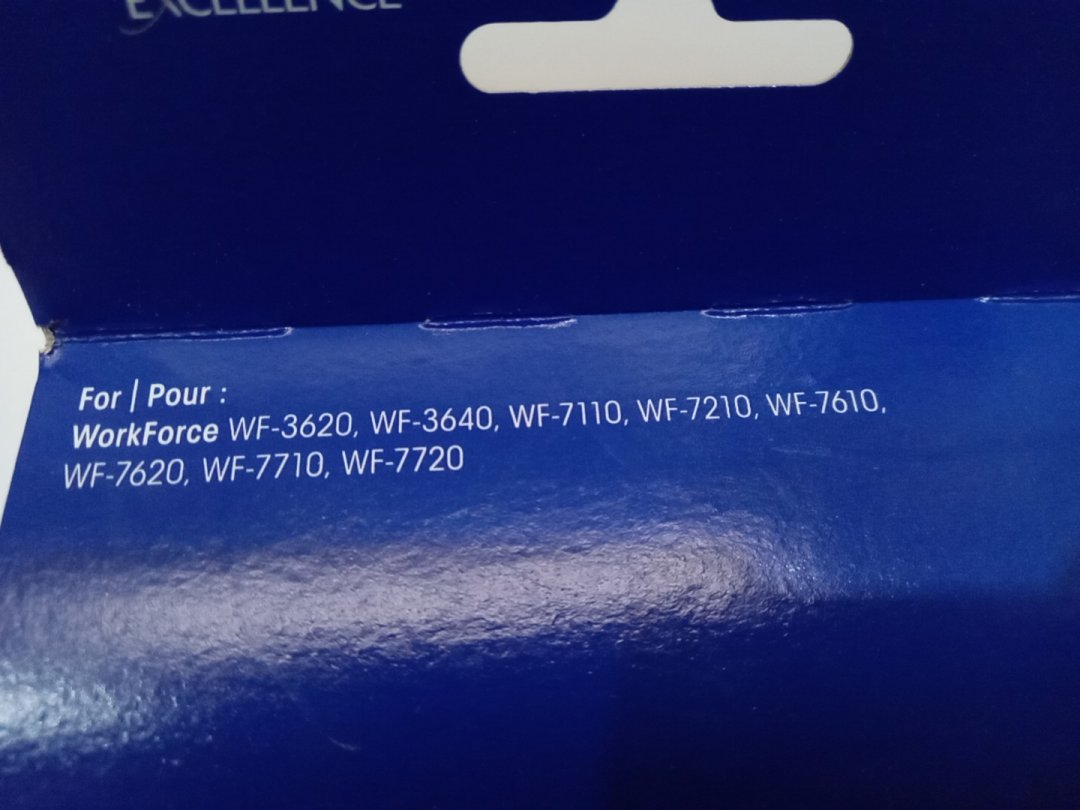 EXCELLENCE
For | Pour :
WorkForce WF-3620, WF-3640, WF-7110, WF-7210, WF-7610,
WF-7620, WF-7710, WF-7720